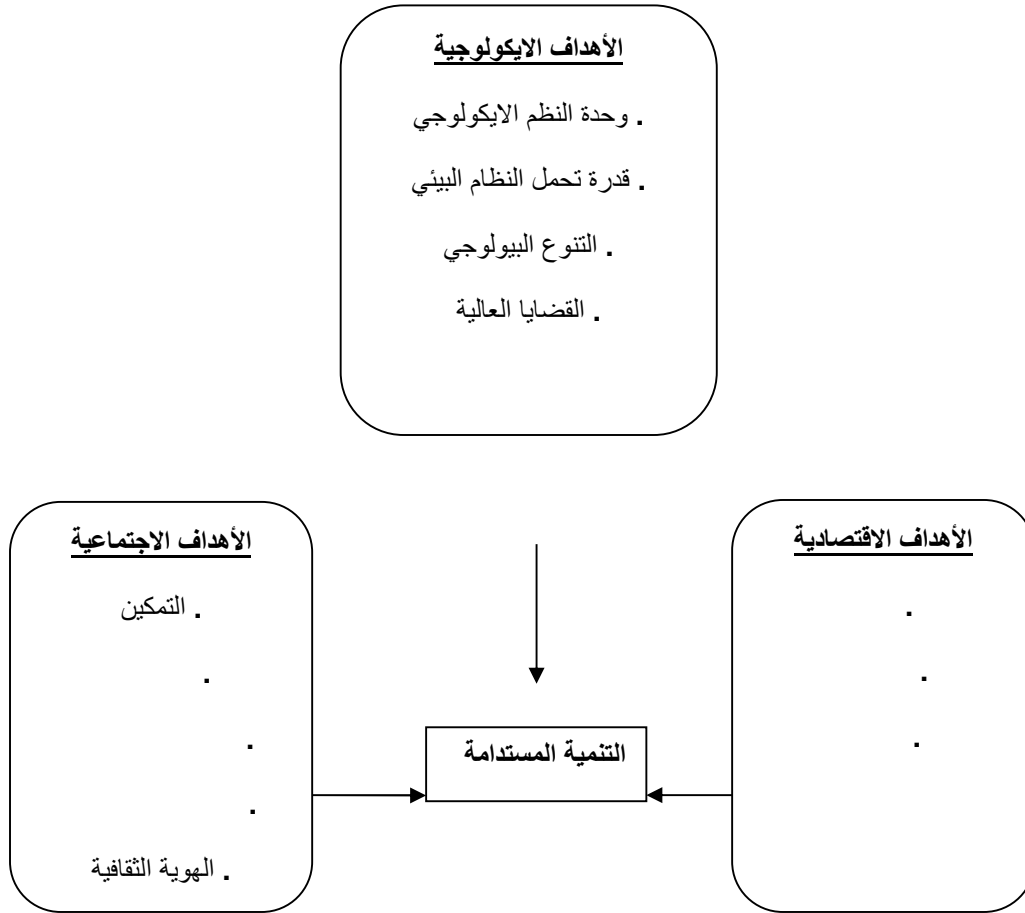 الأهداف الايكولوجية
. وحدة النظم الايكولوجي
. قدرة تحمل النظام البيئي
. التنوع البيولوجي
. القضايا العالية
الأهداف الاقتصادية
.
.
.
الأهداف الاجتماعية
. التمكين
.
.
.
. الهوية الثقافية
التنمية المستدامة